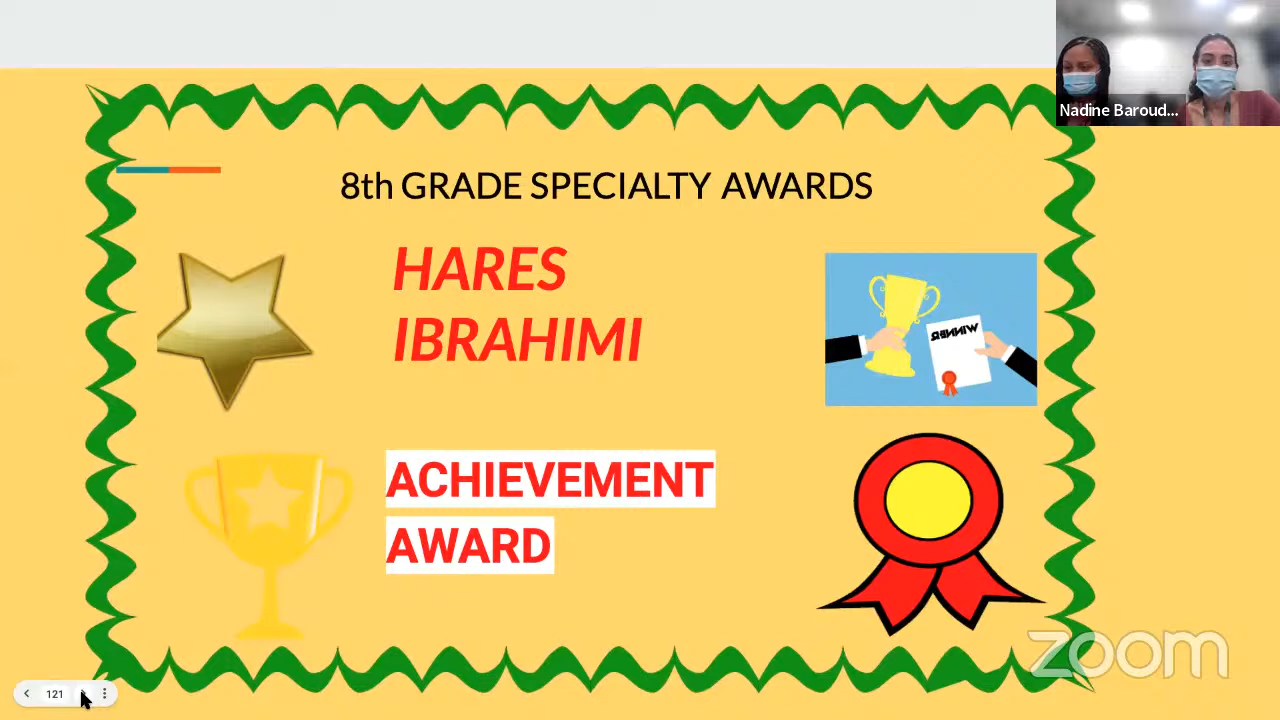 Nadine Baroud...
8th GRADE SPECIALTY AWARDS
HARES
IBRAHIMI
WINNER
ACHIEVEMENT
AWARD
zoom
121